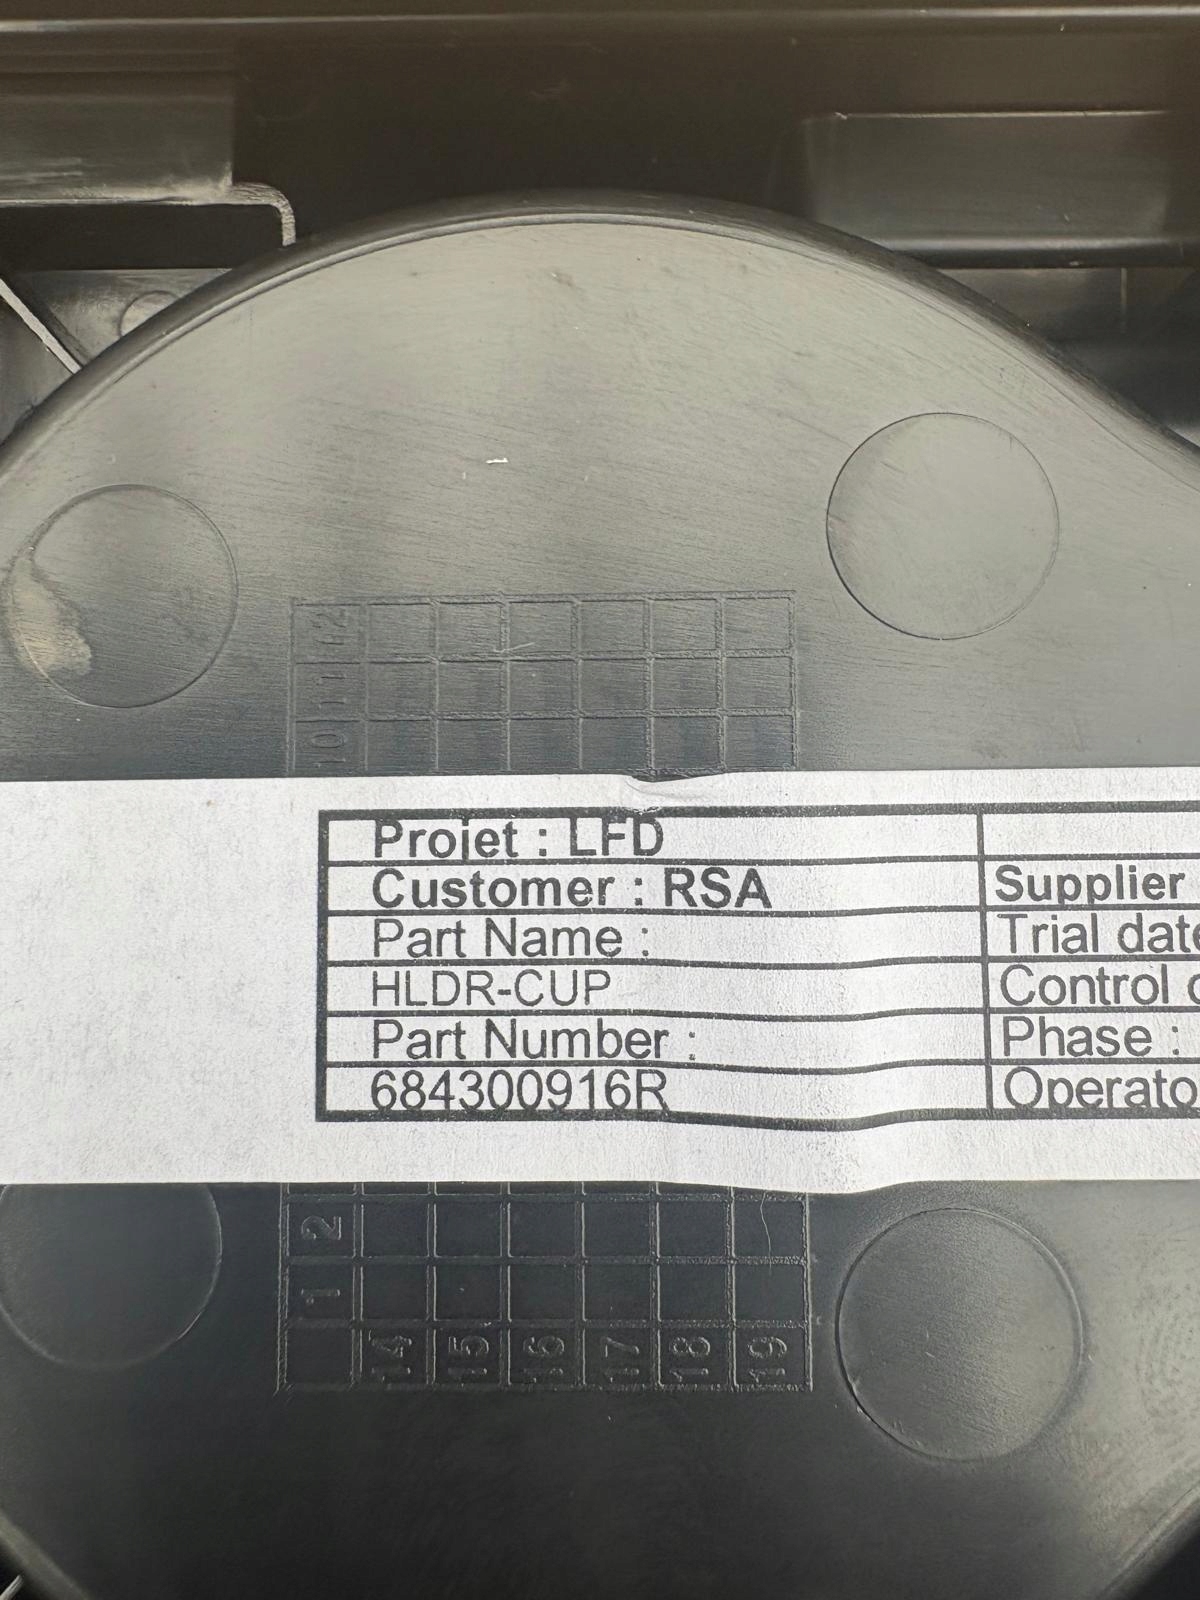 12
11
10
Projet : LFD
Customer : RSA
Supplier
Part Name :
Trial date
HLDR-CUP
Control
Part Number :
Phase :
684300916R
2
1
14 15 16 17 18 19